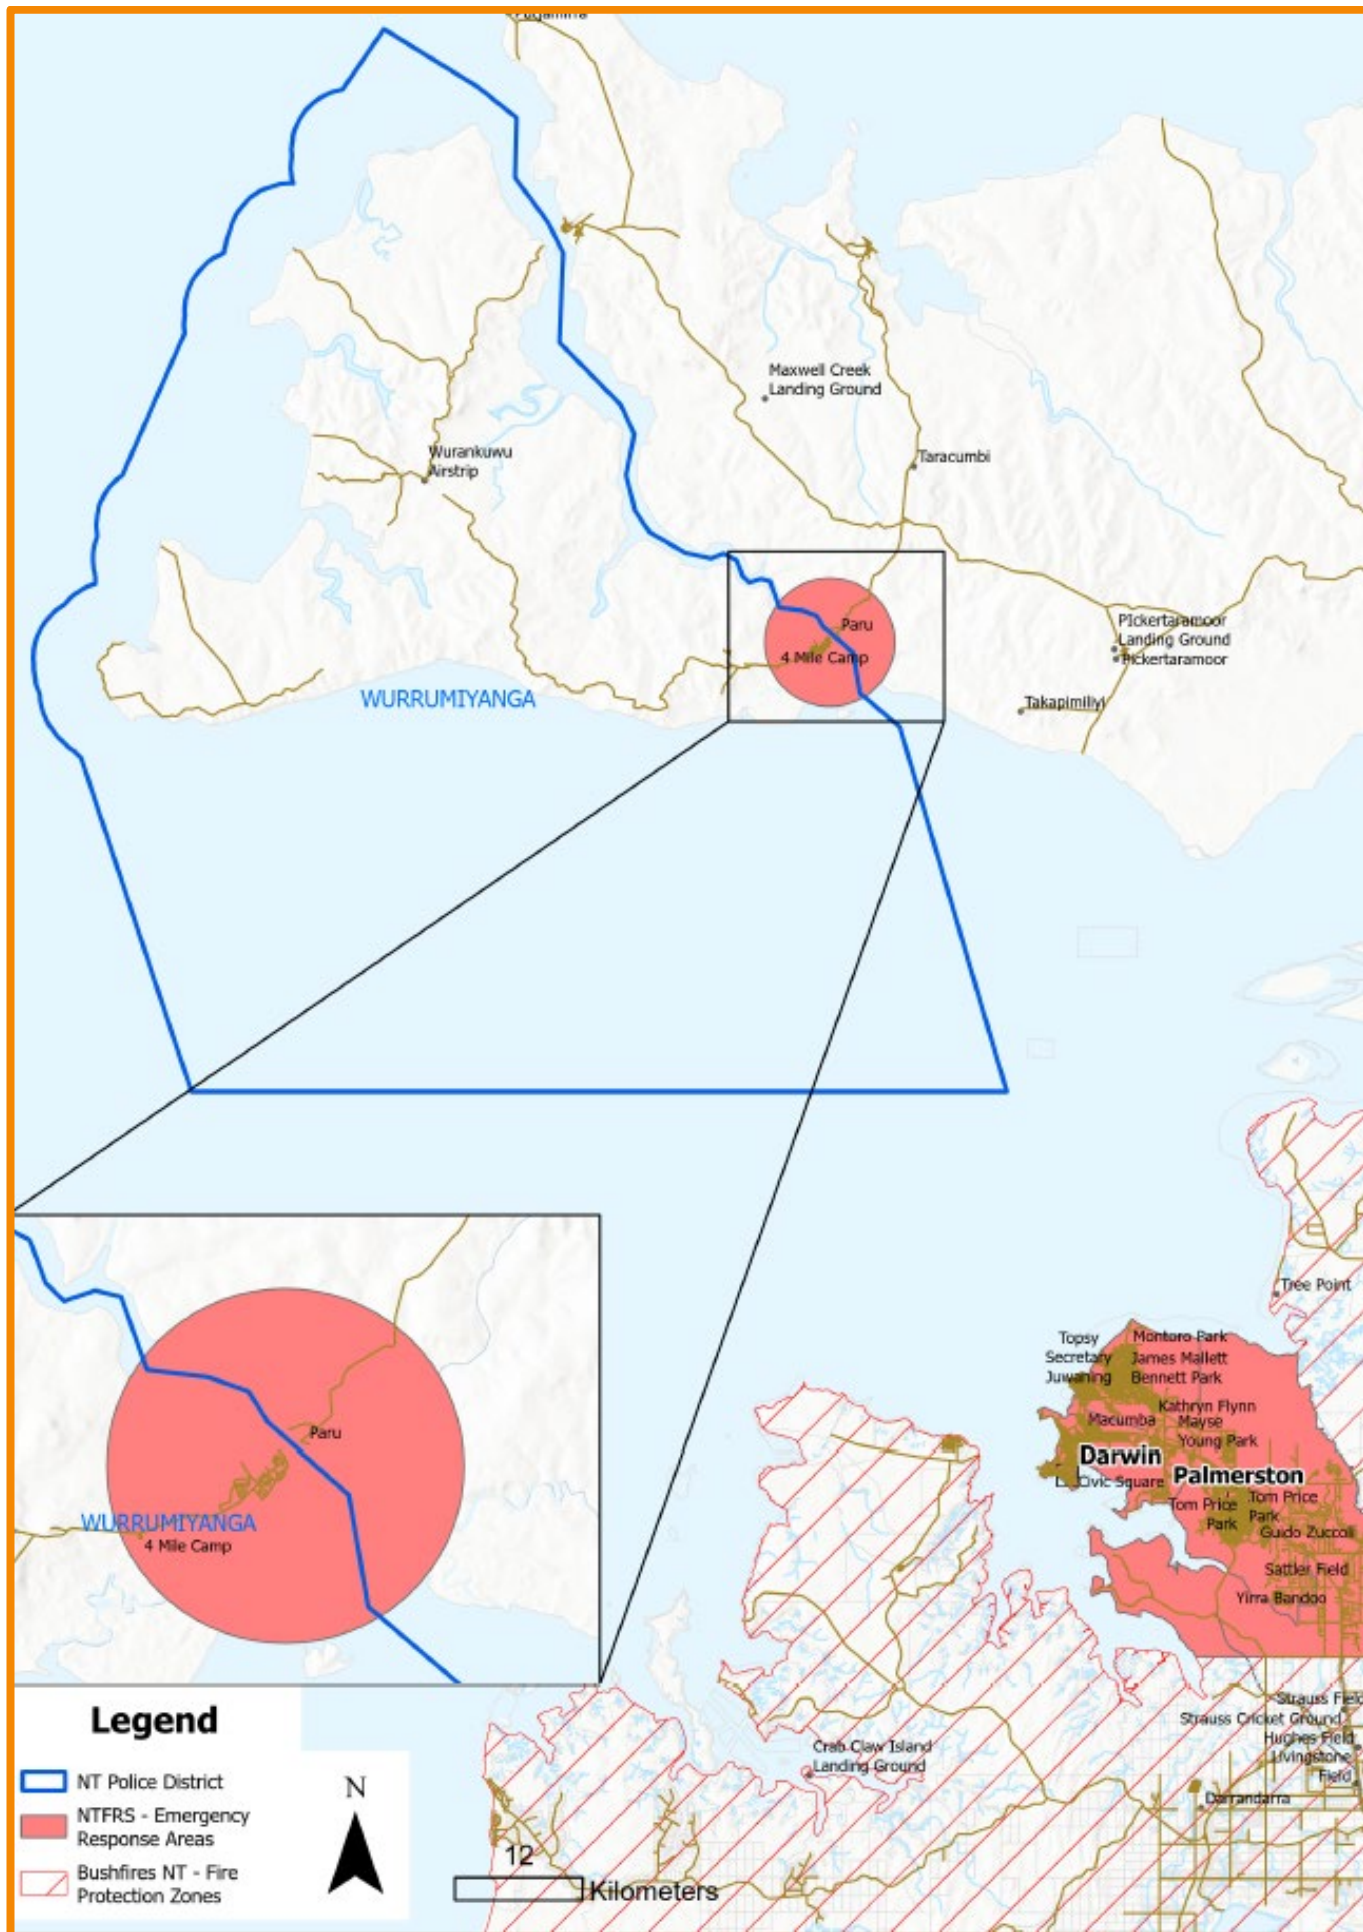 Maxwell Creek
Landing Ground
Wurankuwu
Airstrip
Taracumbi
Paru
4 Mile Camp
PIckertaramoor
Landing Ground
Pickertaramoor
Takapimiliyi
WURRUMIYANGA
Paru
WURRUMIYANGA
4 Mile Camp
Tree Point
Topsy
Secretary
Juwaning
Montoro Park
James Mallett
Bennett Park
Kathryn Flynn
Macumba
Mayse
Young Park
Darwin
Civic Square
Palmerston
Tom Price
Park
Tom Price
Park
Guido Zuccoli
Sattler Field
Yirra Bandoo
Strauss Field
Strauss Cricket Ground
Hughes Field
Livingstone
Field
Darrandarra
Crab Claw Island
Landing Ground
Legend
NT Police District
NTFRS - Emergency
Response Areas
Bushfires NT - Fire
Protection Zones
N
12
Kilometers